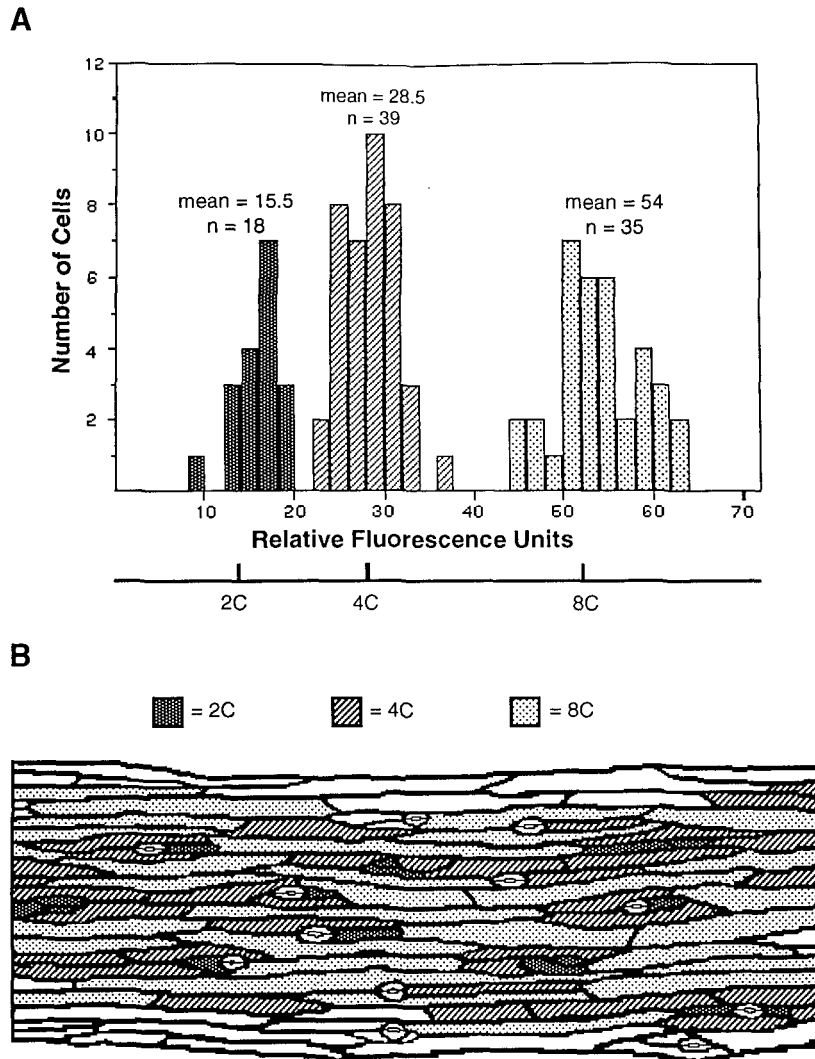 A
mean = 28.5
n = 39
mean = 15.5
n = 18
mean = 54
n = 35
12
10
8
6
4
2
Number of Cells
10 20 30 40 50 60 70
Relative Fluorescence Units
2C 4C 8C
B
= 2C = 4C = 8C